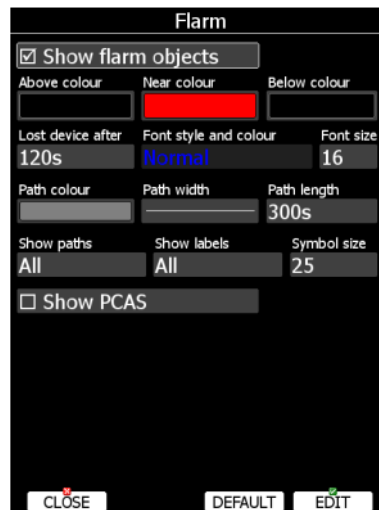 Flarm
Show flarm objects
Above colour Near colour Below colour
Lost device after Font style and colour Font size
120s Normal 16
Path colour Path width Path length
300s
Show paths Show labels Symbol size
All All 25
Show PCAS
CLOSE DEFAULT EDIT